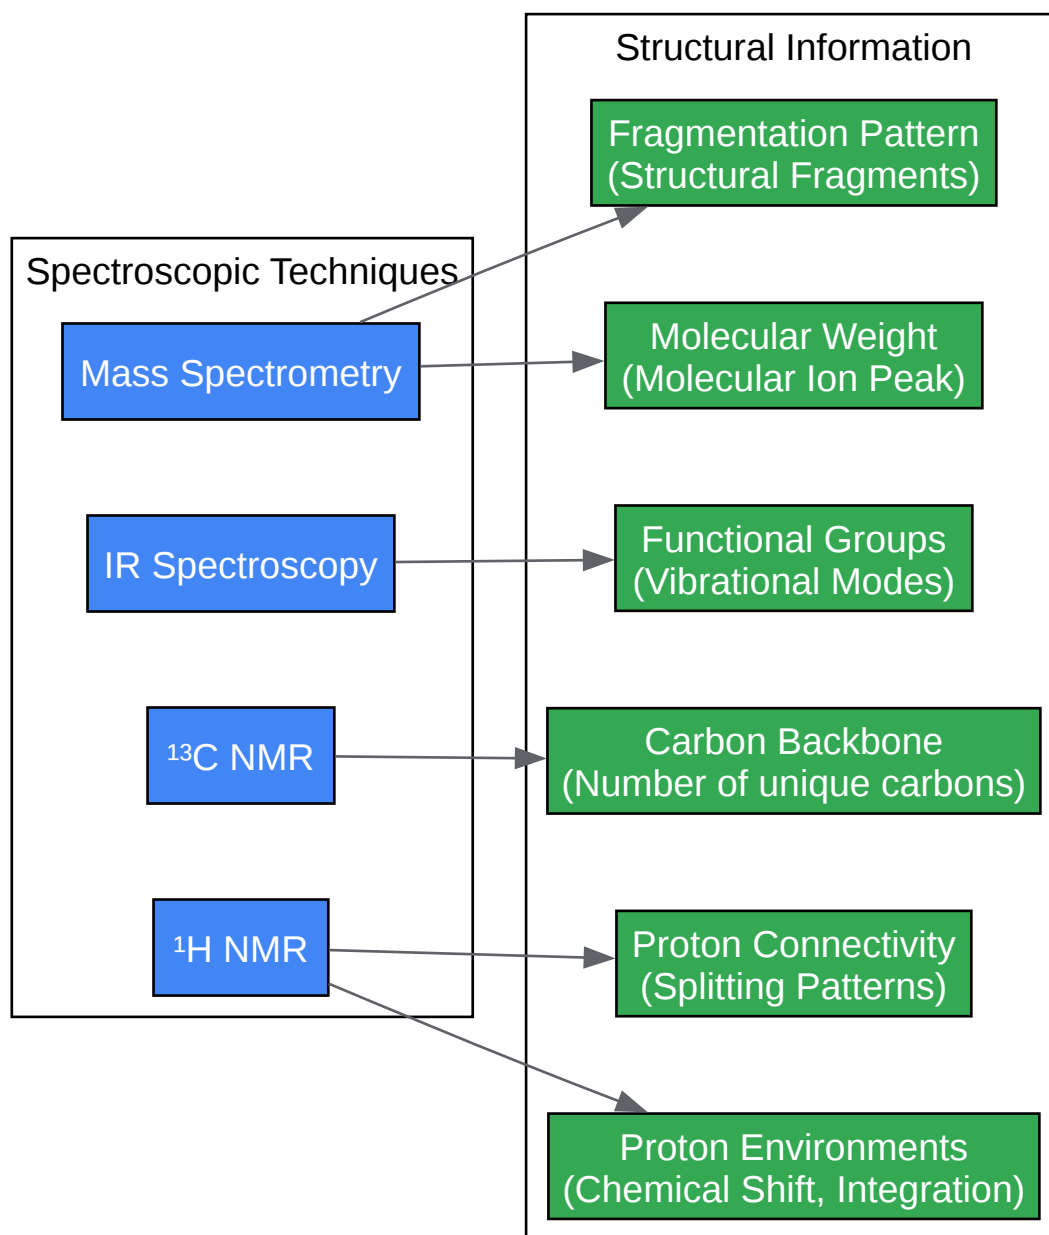 Structural Information
Fragmentation Pattern
(Structural Fragments)
Spectroscopic Techniques
Mass Spectrometry
Molecular Weight
(Molecular Ion Peak)
IR Spectroscopy
Functional Groups
(Vibrational Modes)
¹³C NMR
Carbon Backbone
(Number of unique carbons)
¹H NMR
Proton Connectivity
(Splitting Patterns)
Proton Environments
(Chemical Shift, Integration)